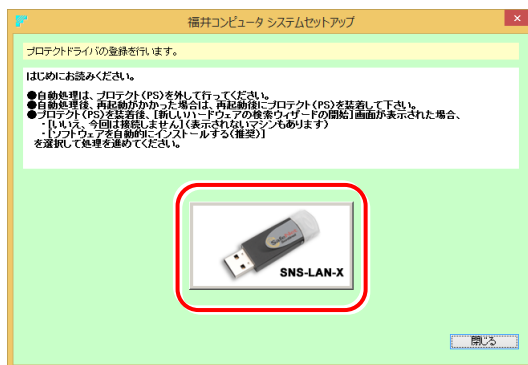 福井コンピュータ システムセットアップ
プロテクトドライバの登録を行います。
はじめにお読みください。
●自動処理は、プロテクト(PS)を外して行ってください。
●自動処理後、再起動がかかった場合は、再起動後にプロテクト(PS)を装着して下さい。
●プロテクト(PS)を装着後、[新しいハードウェアの検索ウィザードの開始]画面が表示された場合、
・[いいえ、今回は接続しません](表示されないマシンもあります)
・[ソフトウェアを自動的にインストールする(推奨)]
を選択して処理を進めてください。
SNS-LAN-X
閉じる